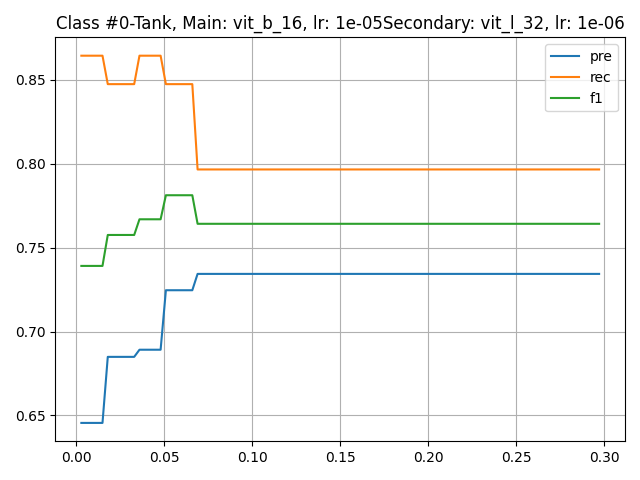 Class #0-Tank, Main: vit_b_16, lr: 1e-05Secondary: vit_l_32, lr: 1e-06
pre
rec
f1
0.85
0.80
0.75
0.70
0.65
0.00 0.05 0.10 0.15 0.20 0.25 0.30